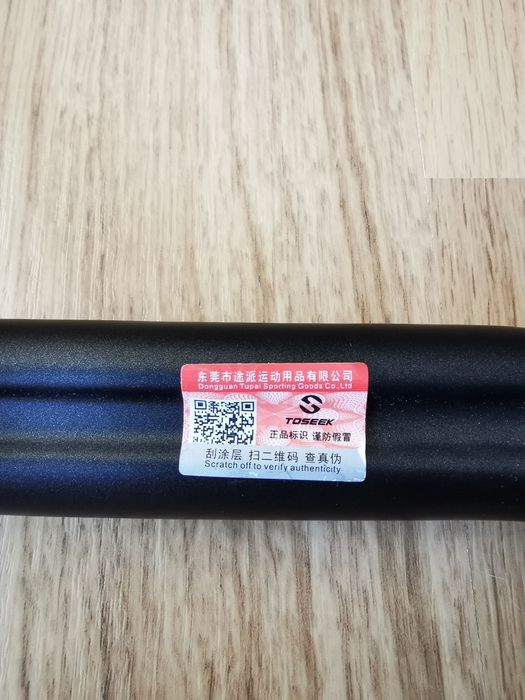 东莞市途派运动用品有限公司
Dongguan Tupai Sporting Goods Co.,Ltd
TOSEEK
正品标识 谨防假冒
刮涂层 扫二维码 查真伪
Scratch off to verify authenticity